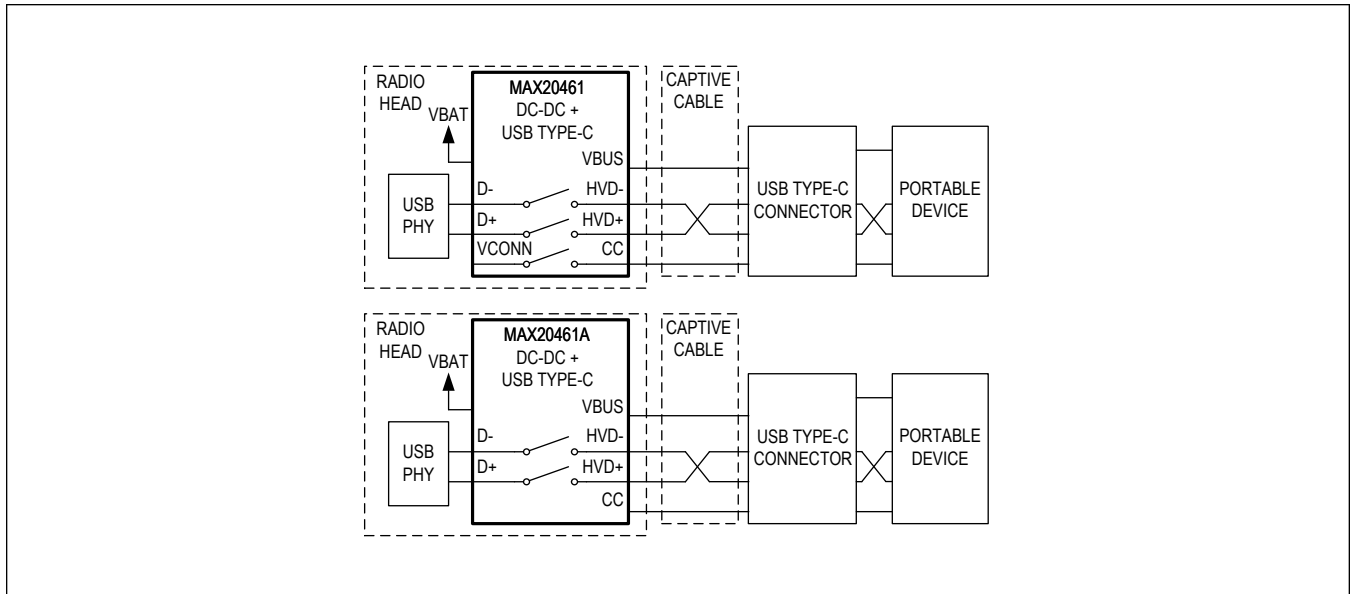 RADIO
HEAD
VBAT
MAX20461
DC-DC +
USB TYPE-C
VBUS
CAPTIVE
CABLE
USB
PHY
D-
HVD-
D+
HVD+
VCONN
CC
USB TYPE-C
CONNECTOR
PORTABLE
DEVICE
RADIO
HEAD
VBAT
MAX20461A
DC-DC +
USB TYPE-C
VBUS
CAPTIVE
CABLE
USB
PHY
D-
HVD-
D+
HVD+
CC
USB TYPE-C
CONNECTOR
PORTABLE
DEVICE